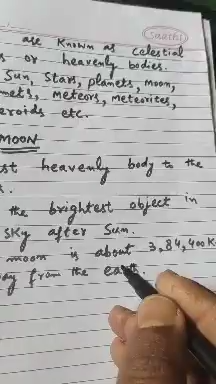 Saachi
are known as celestial
s or heavenly bodies.
Sun, Stars, planets, moon,
mets, Meteors, Meteorites,
eroids etc.
MOON
st heavenly body to the
the brightest object in
sky after Sun.
moon is about 3,84,400 K
ay from the earth.